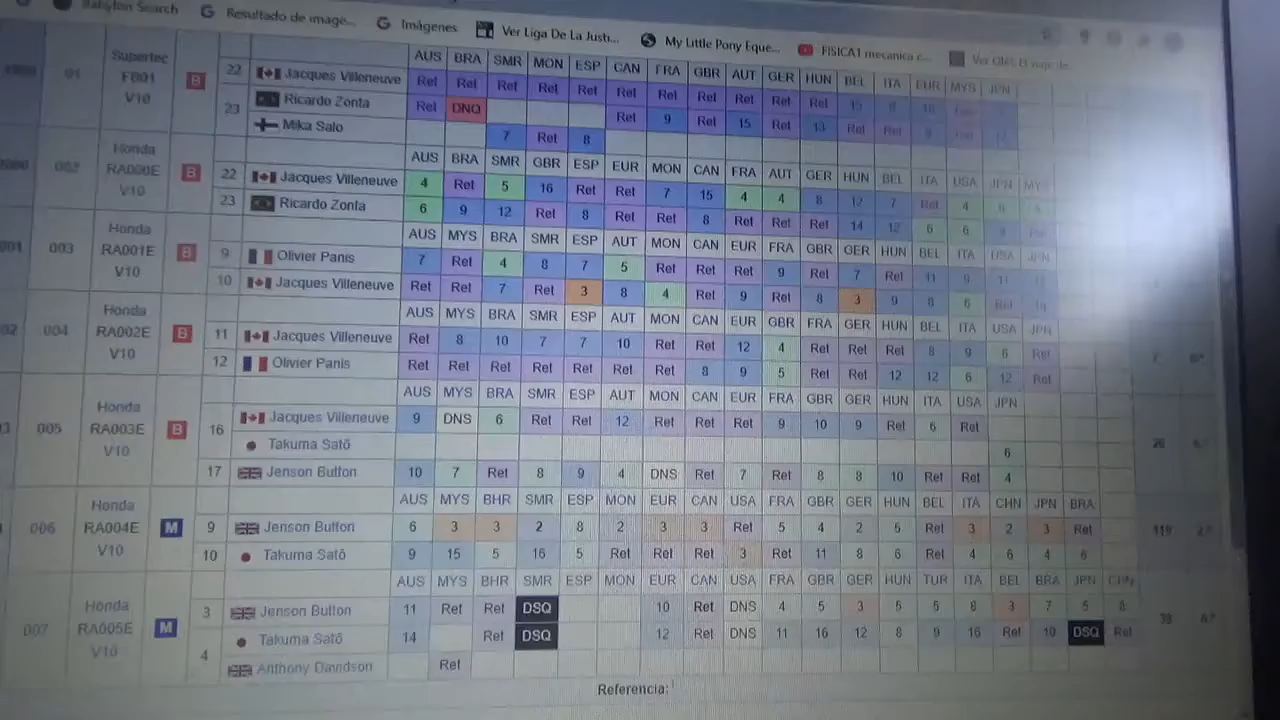 Babylon Search Resultado de image... Imágenes Ver Liga De La Justi... My Little Pony Eque... FISICA1 mecanica c...
AUS BRA SMR MON ESP CAN FRA GBR AUT GER HUN BEL ITA EUR MYS JPN
01 Supertec FB01 V10 B 22 Jacques Villeneuve Ret Ret Ret Ret Ret Ret Ret Ret Ret Ret Ret 15 8 10
23 Ricardo Zonta Ret DNQ Ret 9 Ret 15 Ret 13 Ret Ret
Mika Salo 7 Ret 8
AUS BRA SMR GBR ESP EUR MON CAN FRA AUT GER HUN BEL ITA USA JPN
002 Honda V10 B 22 Jacques Villeneuve 4 Ret 5 16 Ret Ret 7 15 4 4 8 12 7 Ret 4 6
23 Ricardo Zonta 6 9 12 Ret 8 Ret Ret 8 Ret Ret Ret 14 12 6 6 9
AUS MYS BRA SMR ESP AUT MON CAN EUR FRA GBR GER HUN BEL ITA USA JPN
001 003 Honda RA001E V10 B 9 Olivier Panis 7 Ret 4 8 7 5 Ret Ret Ret 9 Ret 7 Ret 11 9 11
10 Jacques Villeneuve Ret Ret 7 Ret 3 8 4 Ret 9 Ret 8 3 9 8 6 Ret
AUS MYS BRA SMR ESP AUT MON CAN EUR GBR FRA GER HUN BEL ITA USA JPN
02 004 Honda RA002E V10 B 11 Jacques Villeneuve Ret 8 10 7 7 10 Ret Ret 12 4 Ret Ret Ret 8 9 6 Ret
12 Olivier Panis Ret Ret Ret Ret Ret Ret Ret 8 9 5 Ret Ret 12 12 6 12 Ret
AUS MYS BRA SMR ESP AUT MON CAN EUR FRA GBR GER HUN ITA USA JPN
3 005 Honda RA003E V10 B 16 Jacques Villeneuve 9 DNS 6 Ret Ret 12 Ret Ret Ret 9 10 9 Ret 6 Ret
Takuma Satō 6
17 Jenson Button 10 7 Ret 8 9 4 DNS Ret 7 Ret 8 8 10 Ret Ret 4
AUS MYS BHR SMR ESP MON EUR CAN USA FRA GBR GER HUN BEL ITA CHN JPN BRA
006 Honda RA004E V10 M 9 Jenson Button 6 3 3 2 8 2 3 3 Ret 5 4 2 5 Ret 3 2 3 Ret 119
10 Takuma Satō 9 15 5 16 5 Ret Ret Ret 3 Ret 11 8 6 Ret 4 6 4 6
AUS MYS BHR SMR ESP MON EUR CAN USA FRA GBR GER HUN TUR ITA BEL BRA JPN CHN
007 Honda RA005E V10 M 3 Jenson Button 11 Ret Ret DSQ 10 Ret DNS 4 5 3 5 5 8 3 7 5 8 38
4 Takuma Satō 14 Ret DSQ 12 Ret DNS 11 16 12 8 9 16 Ret 10 DSQ Ret
Anthony Davidson Ret
Referencia: